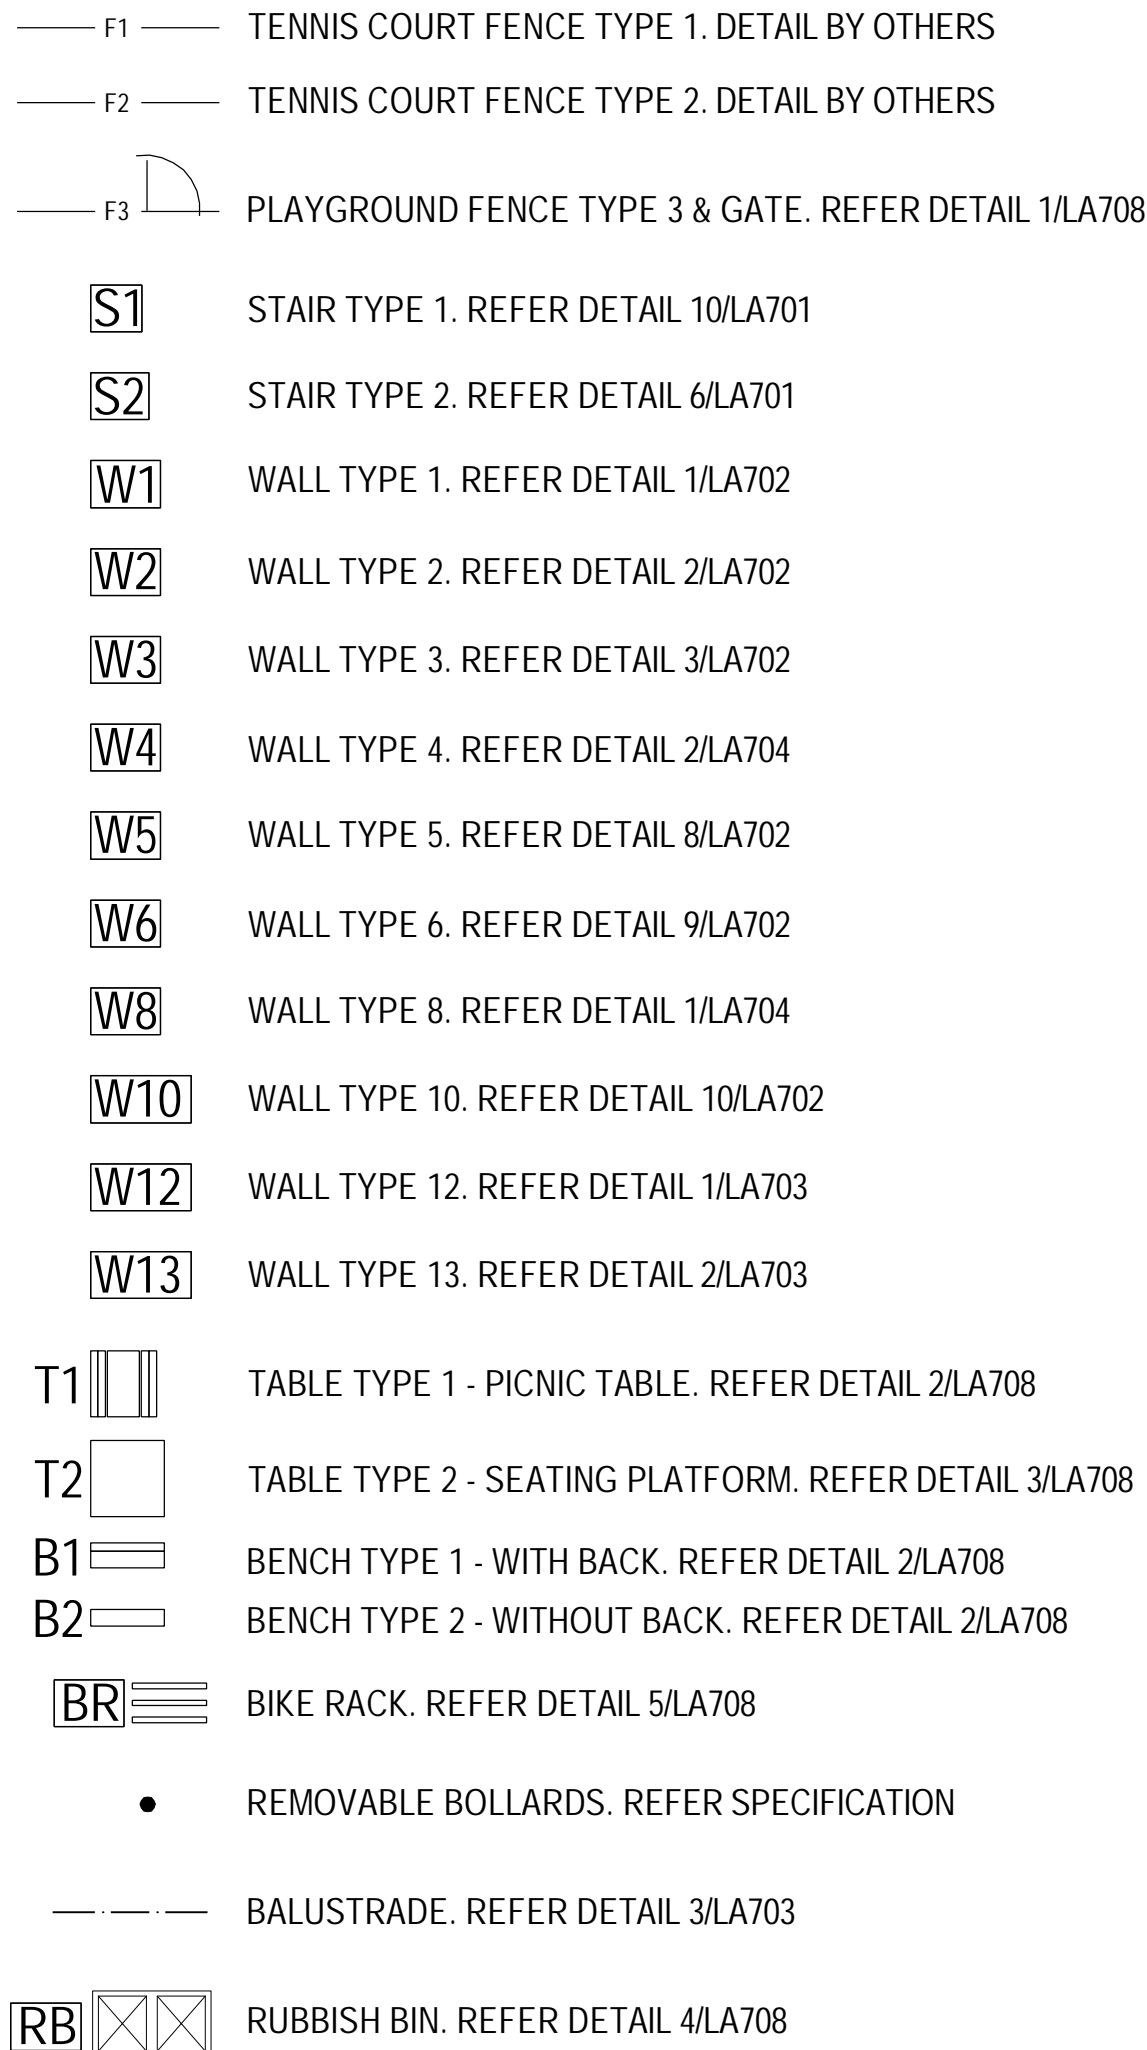 F1 TENNIS COURT FENCE TYPE 1. DETAIL BY OTHERS
F2 TENNIS COURT FENCE TYPE 2. DETAIL BY OTHERS
F3 PLAYGROUND FENCE TYPE 3 & GATE. REFER DETAIL 1/LA708
S1 STAIR TYPE 1. REFER DETAIL 10/LA701
S2 STAIR TYPE 2. REFER DETAIL 6/LA701
W1 WALL TYPE 1. REFER DETAIL 1/LA702
W2 WALL TYPE 2. REFER DETAIL 2/LA702
W3 WALL TYPE 3. REFER DETAIL 3/LA702
W4 WALL TYPE 4. REFER DETAIL 2/LA704
W5 WALL TYPE 5. REFER DETAIL 8/LA702
W6 WALL TYPE 6. REFER DETAIL 9/LA702
W8 WALL TYPE 8. REFER DETAIL 1/LA704
W10 WALL TYPE 10. REFER DETAIL 10/LA702
W12 WALL TYPE 12. REFER DETAIL 1/LA703
W13 WALL TYPE 13. REFER DETAIL 2/LA703
T1 TABLE TYPE 1 - PICNIC TABLE. REFER DETAIL 2/LA708
T2 TABLE TYPE 2 - SEATING PLATFORM. REFER DETAIL 3/LA708
B1 BENCH TYPE 1 - WITH BACK. REFER DETAIL 2/LA708
B2 BENCH TYPE 2 - WITHOUT BACK. REFER DETAIL 2/LA708
BR BIKE RACK. REFER DETAIL 5/LA708
REMOVABLE BOLLARDS. REFER SPECIFICATION
BALUSTRADE. REFER DETAIL 3/LA703
RB RUBBISH BIN. REFER DETAIL 4/LA708